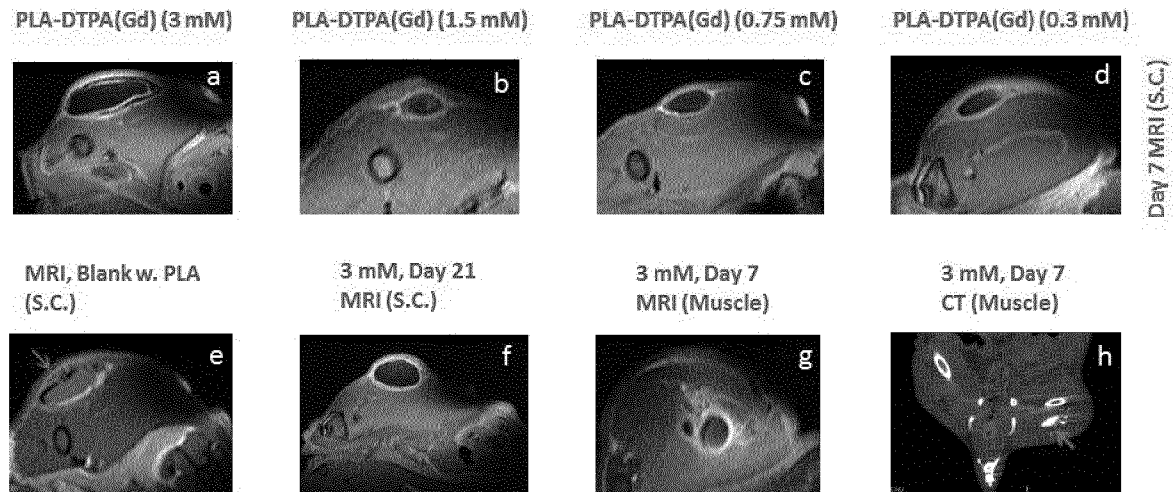 PLA-DTPA(Gd) (3 mM)
PLA-DTPA(Gd) (1.5 mM)
PLA-DTPA(Gd) (0.75 mM)
PLA-DTPA(Gd) (0.3 mM)
a
b
c
d
Day 7 MRI (S.C.)
MRI, Blank w. PLA
(S.C.)
3 mM, Day 21
MRI (S.C.)
3 mM, Day 7
MRI (Muscle)
3 mM, Day 7
CT (Muscle)
e
f
g
h